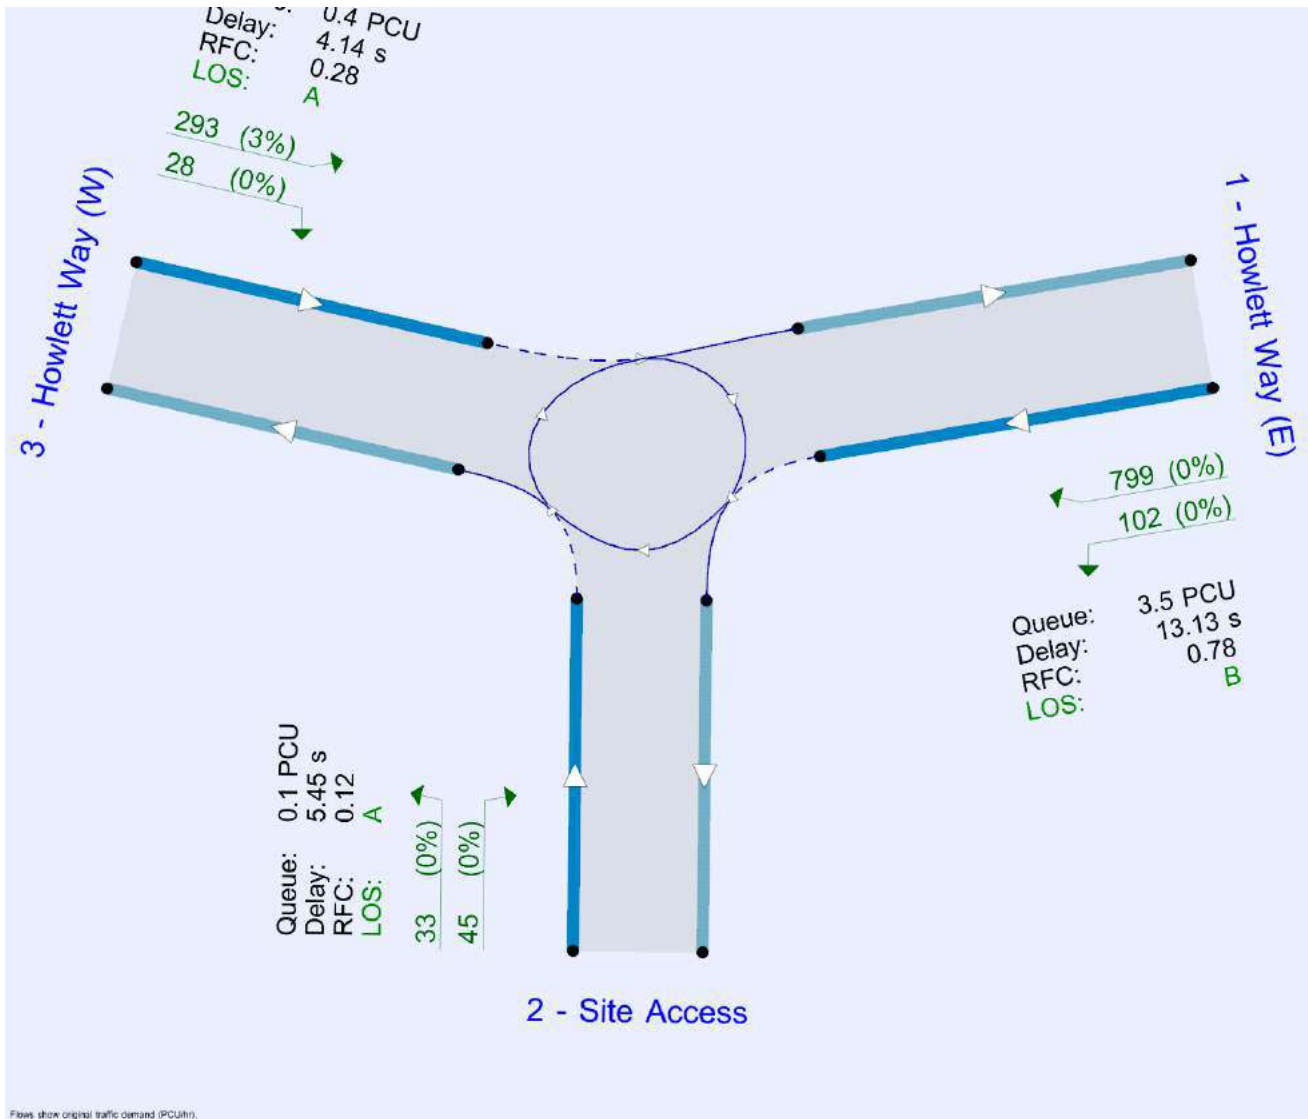 0.4 PCU
Delay: 4.14 s
RFC: 0.28
LOS: A
293 (3%)
28 (0%)
3 - Howlett Way (W)
1 - Howlett Way (E)
799 (0%)
102 (0%)
Queue: 3.5 PCU
Delay: 13.13 s
RFC: 0.78
LOS: B
Queue: 0.1 PCU
Delay: 5.45 s
RFC: 0.12
LOS: A
33 (0%)
45 (0%)
2 - Site Access
Flows show original traffic demand (PCU/hr).